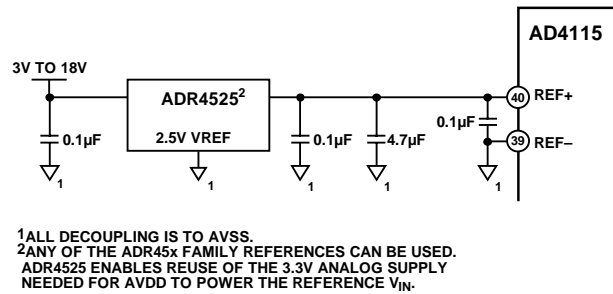 AD4115
3V TO 18V
ADR4525²
2.5V VREF
0.1µF
1
1
0.1µF
1
4.7µF
1
0.1µF
1
40 REF+
39 REF–
¹ALL DECOUPLING IS TO AVSS.
²ANY OF THE ADR45x FAMILY REFERENCES CAN BE USED.
ADR4525 ENABLES REUSE OF THE 3.3V ANALOG SUPPLY
NEEDED FOR AVDD TO POWER THE REFERENCE VIN.